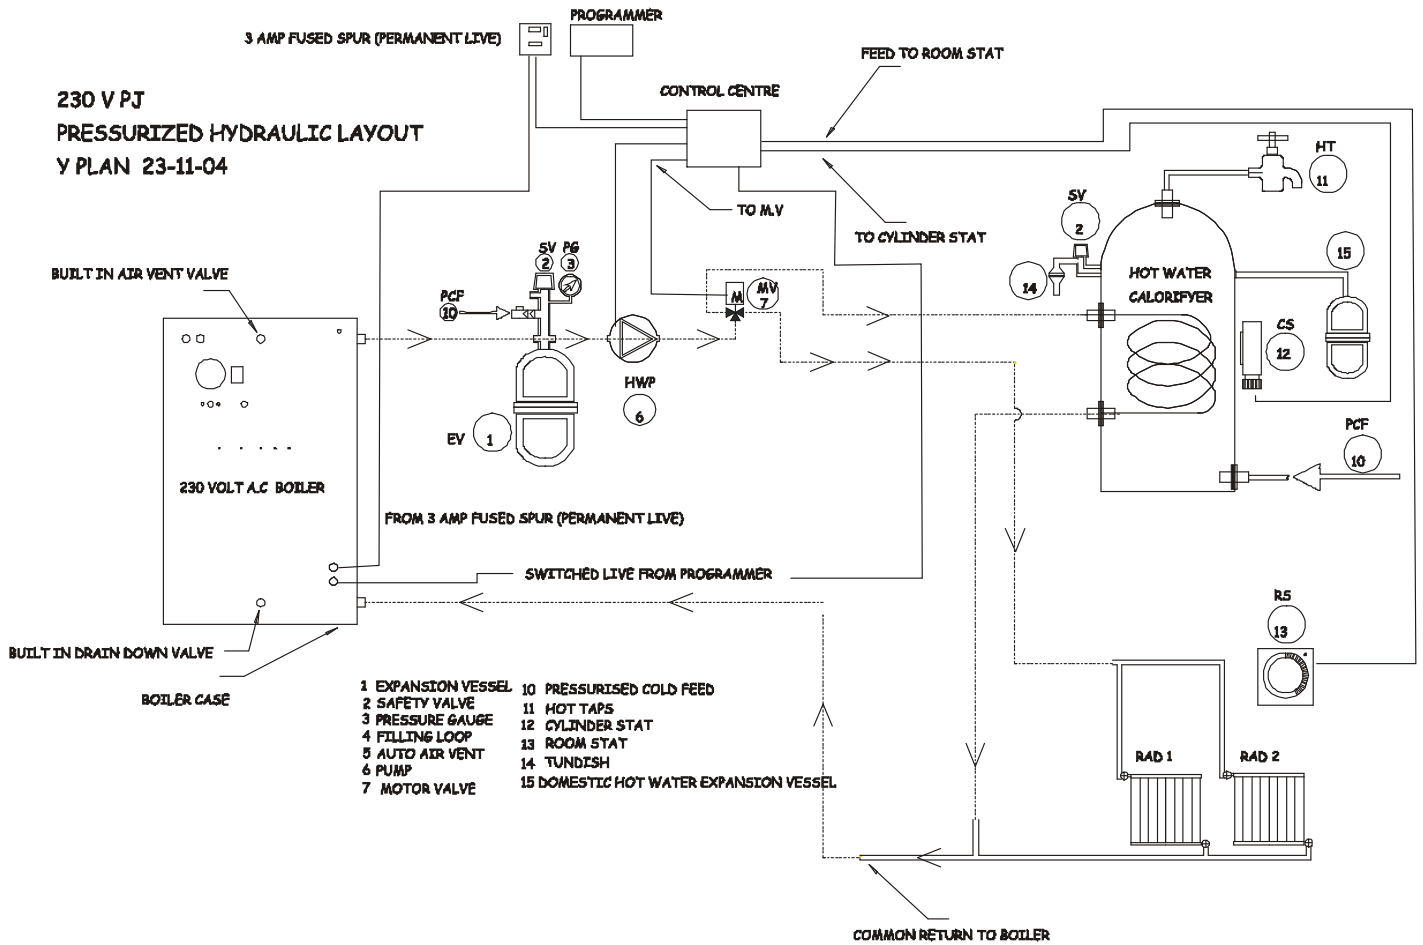 PROGRAMMER
3 AMP FUSED SPUR (PERMANENT LIVE)
FEED TO ROOM STAT
230 V PJ
PRESSURIZED HYDRAULIC LAYOUT
Y PLAN 23-11-04
CONTROL CENTRE
HT
11
TO M.V
SV
2
TO CYLINDER STAT
SV PG
2 3
15
BUILT IN AIR VENT VALVE
14
HOT WATER
CALORIFYER
PCF
10
M
MV
7
CS
12
HWP
6
EV 1
PCF
10
230 VOLT A.C BOILER
FROM 3 AMP FUSED SPUR (PERMANENT LIVE)
SWITCHED LIVE FROM PROGRAMMER
RS
13
BUILT IN DRAIN DOWN VALVE
BOILER CASE
1 EXPANSION VESSEL
2 SAFETY VALVE
3 PRESSURE GAUGE
4 FILLING LOOP
5 AUTO AIR VENT
6 PUMP
7 MOTOR VALVE
10 PRESSURISED COLD FEED
11 HOT TAPS
12 CYLINDER STAT
13 ROOM STAT
14 TUNDISH
15 DOMESTIC HOT WATER EXPANSION VESSEL
RAD 1
RAD 2
COMMON RETURN TO BOILER